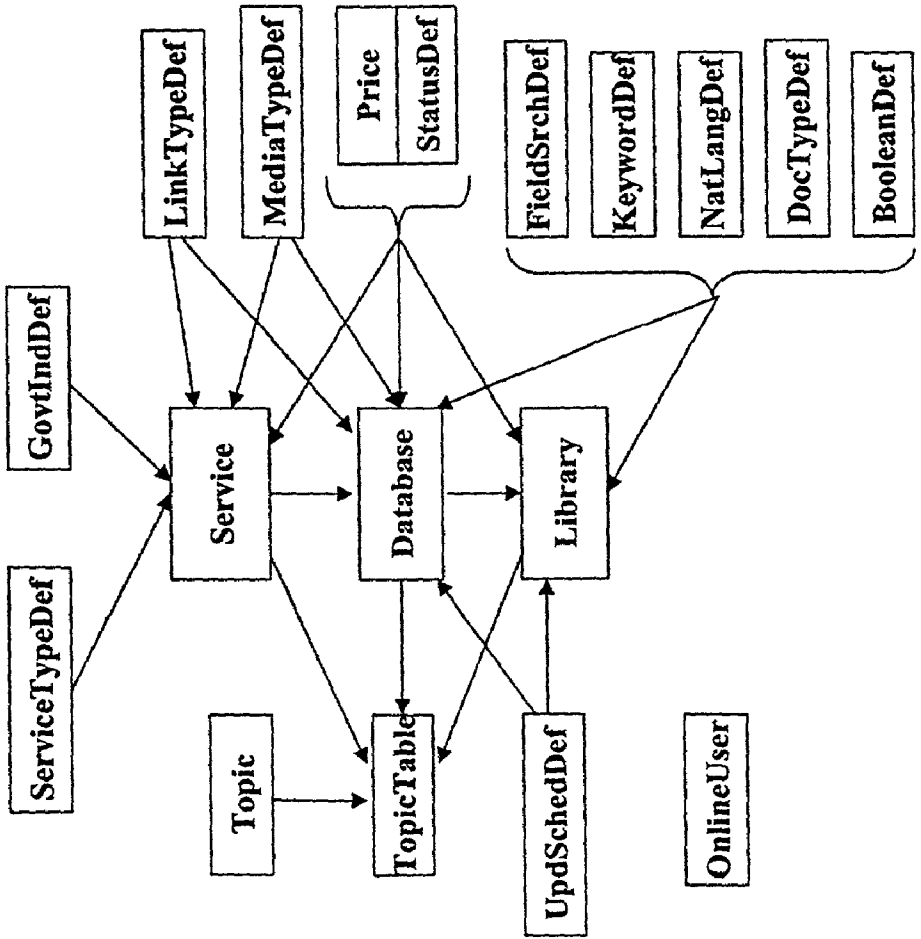 ServiceTypeDef
GovtIndDef
LinkTypeDef
Topic
Service
MediaTypeDef
Price
TopicTable
Database
StatusDef
UpdSchedDef
Library
FieldSrchDef
KeywordDef
OnlineUser
NatLangDef
DocTypeDef
BooleanDef